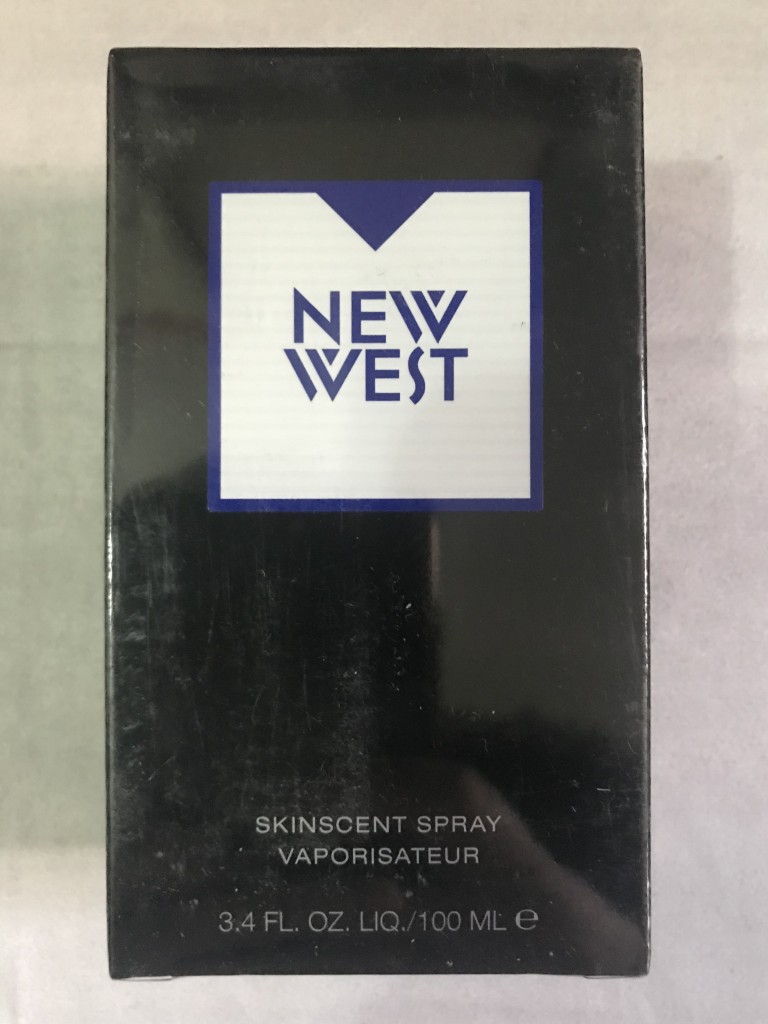 NEW
WEST
SKINSCENT SPRAY
VAPORISATEUR
3.4 FL. OZ. LIQ./100 ML ℮